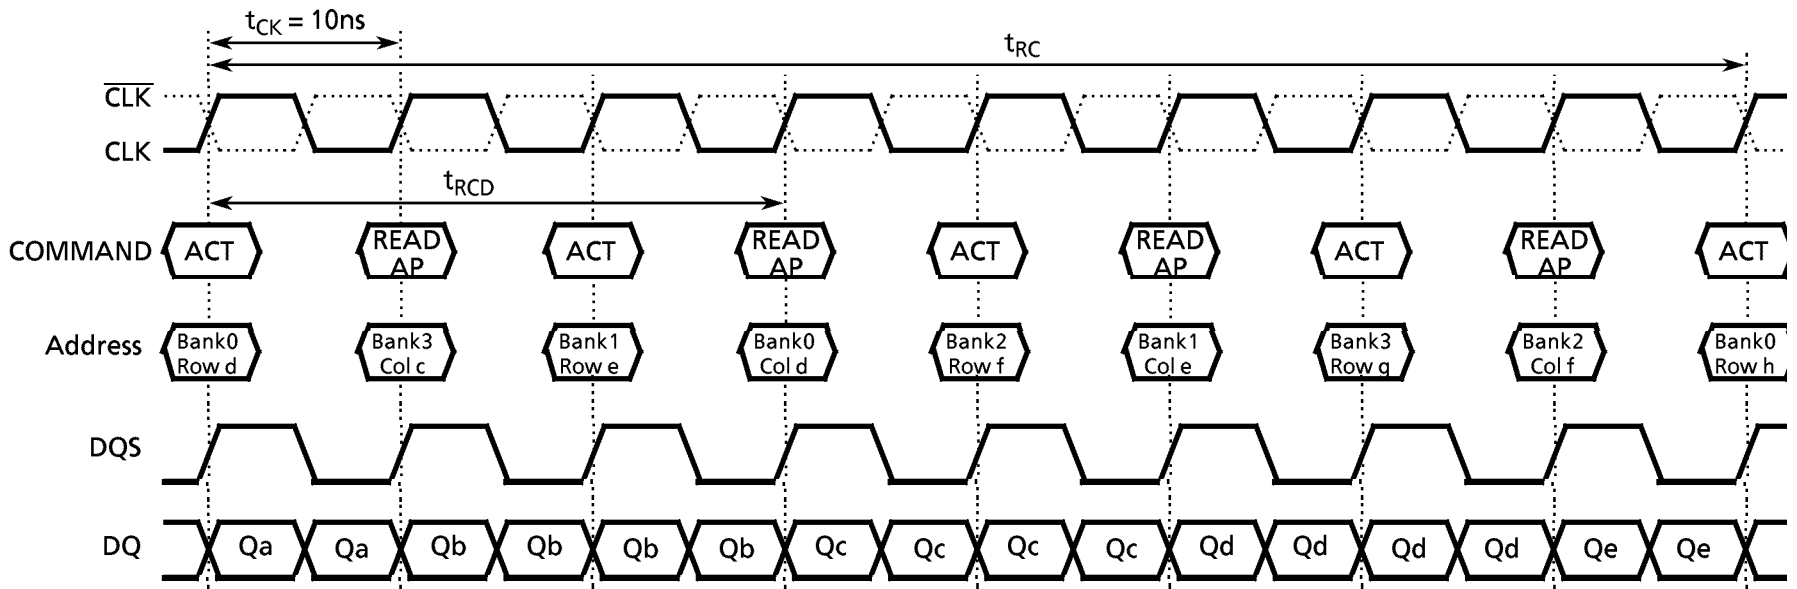 tCK = 10ns
tRC
CLK
CLK
tRCD
COMMAND ACT READ AP ACT READ AP ACT READ AP ACT READ AP ACT
Address Bank0 Row d Bank3 Col c Bank1 Row e Bank0 Col d Bank2 Row f Bank1 Col e Bank3 Row g Bank2 Col f Bank0 Row h
DQS
DQ Qa Qa Qb Qb Qb Qb Qc Qc Qc Qc Qd Qd Qd Qd Qe Qe